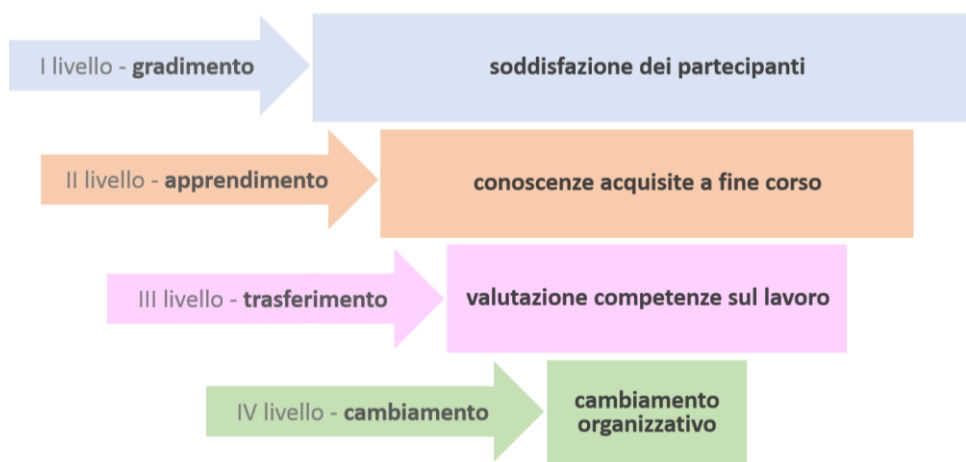 I livello - gradimento
soddisfazione dei partecipanti
II livello - apprendimento
conoscenze acquisite a fine corso
III livello - trasferimento
valutazione competenze sul lavoro
IV livello - cambiamento
cambiamento
organizzativo